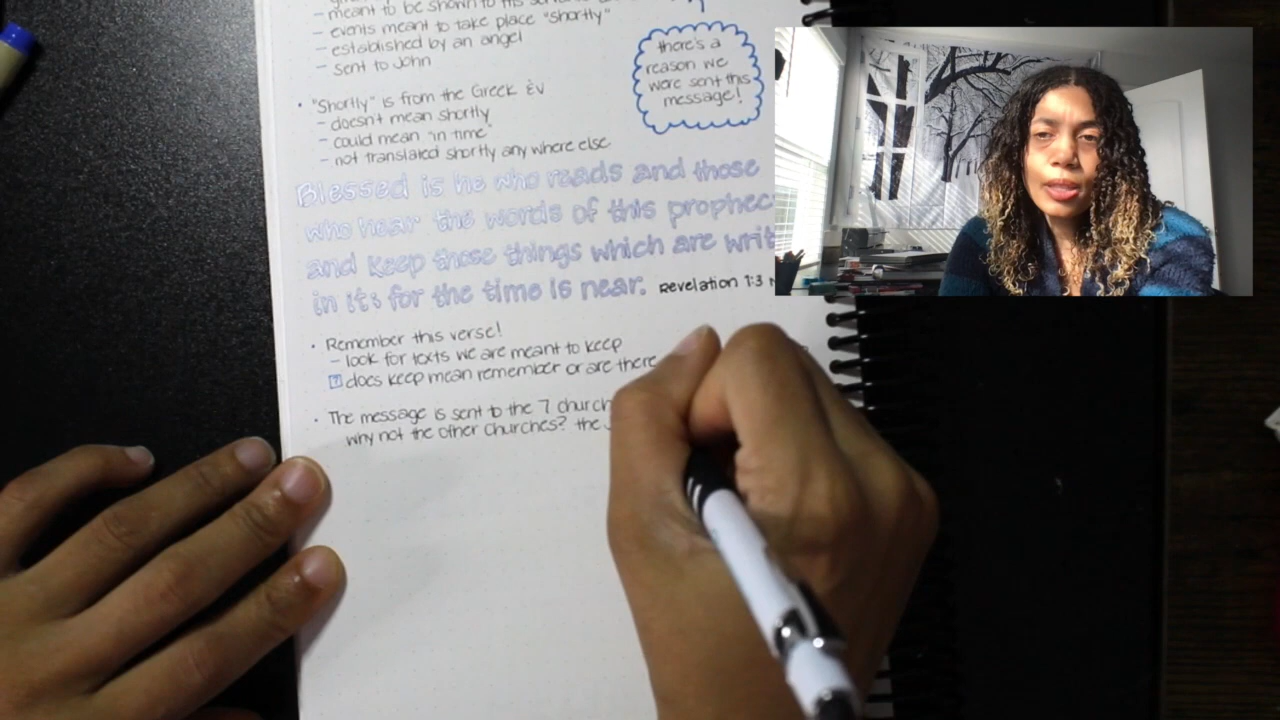 - meant to be shown to His
- events meant to take place "shortly"
- established by an angel
- sent to John
there's a
reason we
were sent this
message!
• "Shortly" is from the Greek ἐν
- doesn't mean shortly
- could mean "in time"
- not translated shortly any where else
Blessed is he who reads and those
who hear the words of this prophec
and keep those things which are writ
in it; for the time is near. Revelation 1:3
• Remember this verse!
- look for texts we are meant to keep
? does keep mean remember or are there
• The message is sent to the 7 church
why not the other churches? the